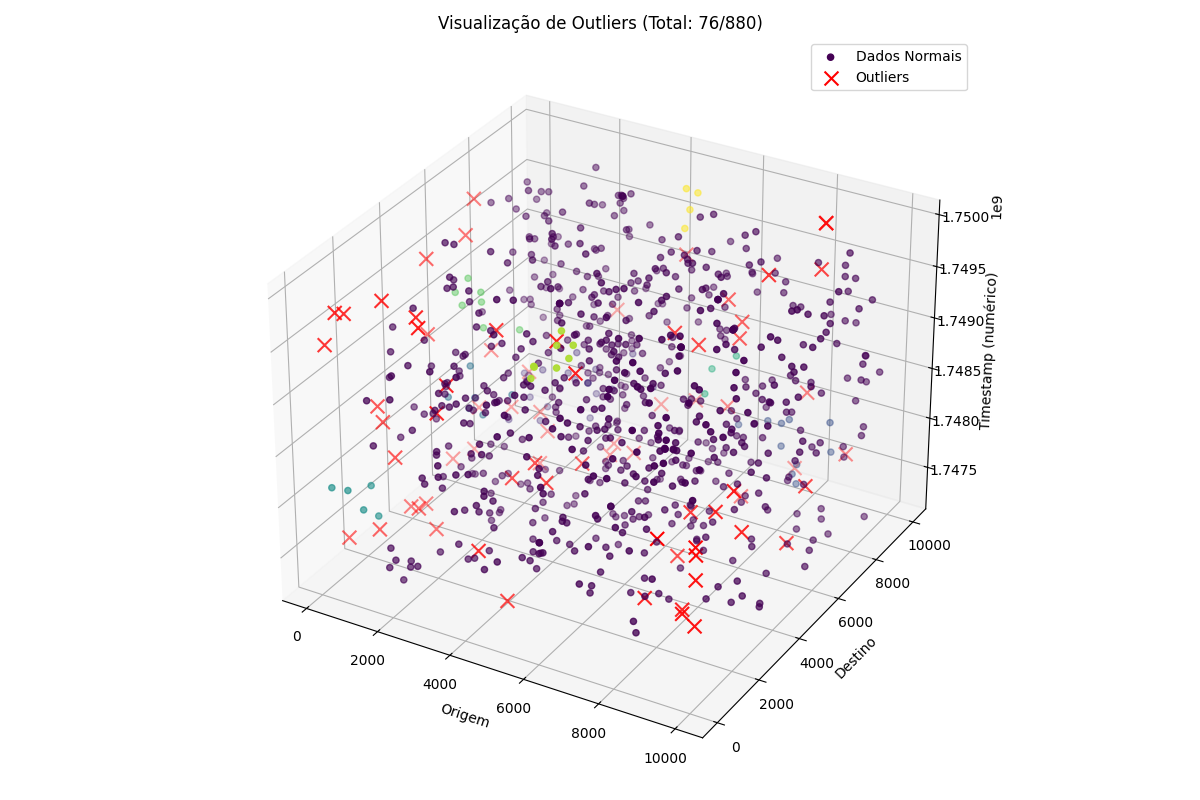 Visualização de Outliers (Total: 76/880)
Dados Normais
Outliers
1e9
1.7500
1.7495
1.7490
1.7485
1.7480
1.7475
Timestamp (numérico)
10000
8000
6000
4000
2000
0
Destino
0
2000
4000
6000
8000
10000
Origem